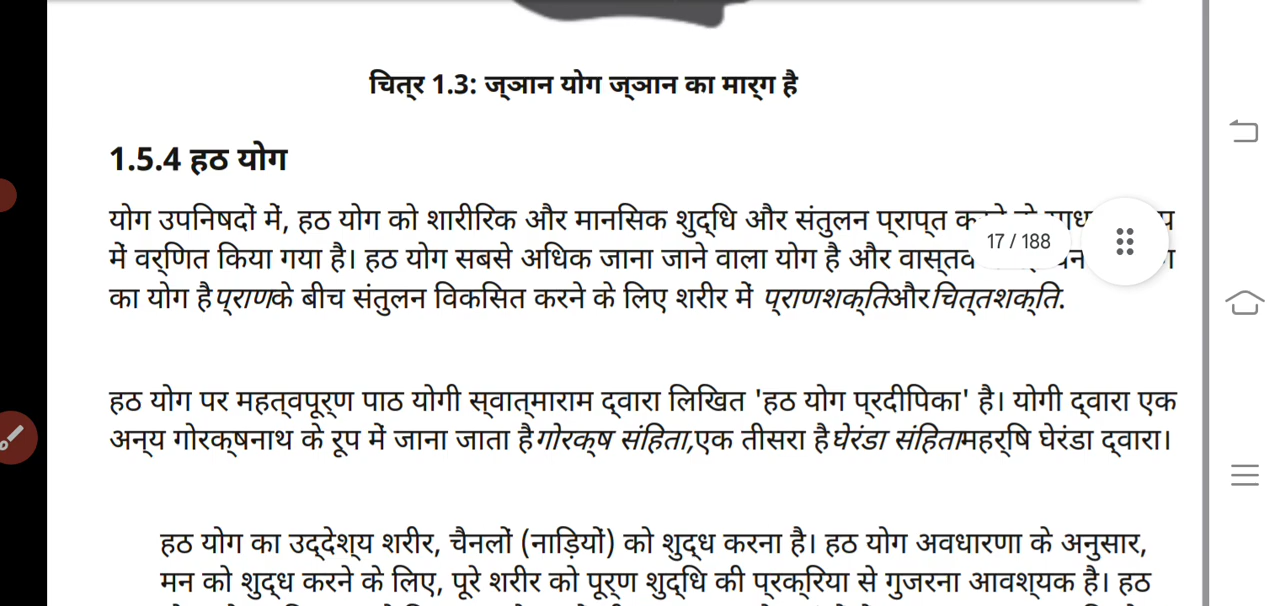 चित्र 1.3: ज्ञान योग ज्ञान का मार्ग है
1.5.4 हठ योग
योग उपनिषदों में, हठ योग को शारीरिक और मानसिक शुद्धि और संतुलन प्राप्त
17 / 188
में वर्णित किया गया है। हठ योग सबसे अधिक जाना जाने वाला योग है और
का योग हैप्राणके बीच संतुलन विकसित करने के लिए शरीर में प्राणशक्तिऔरचित्तशक्ति.
हठ योग पर महत्वपूर्ण पाठ योगी स्वात्माराम द्वारा लिखित 'हठ योग प्रदीपिका' है। योगी द्वारा एक
अन्य गोरक्षनाथ के रूप में जाना जाता हैगोरक्ष संहिता,एक तीसरा हैघेरंडा संहितामहर्षि घेरंडा द्वारा।
हठ योग का उद्देश्य शरीर, चैनलों (नाड़ियों) को शुद्ध करना है। हठ योग अवधारणा के अनुसार,
मन को शुद्ध करने के लिए, पूरे शरीर को पूर्ण शुद्धि की प्रक्रिया से गुजरना आवश्यक है। हठ